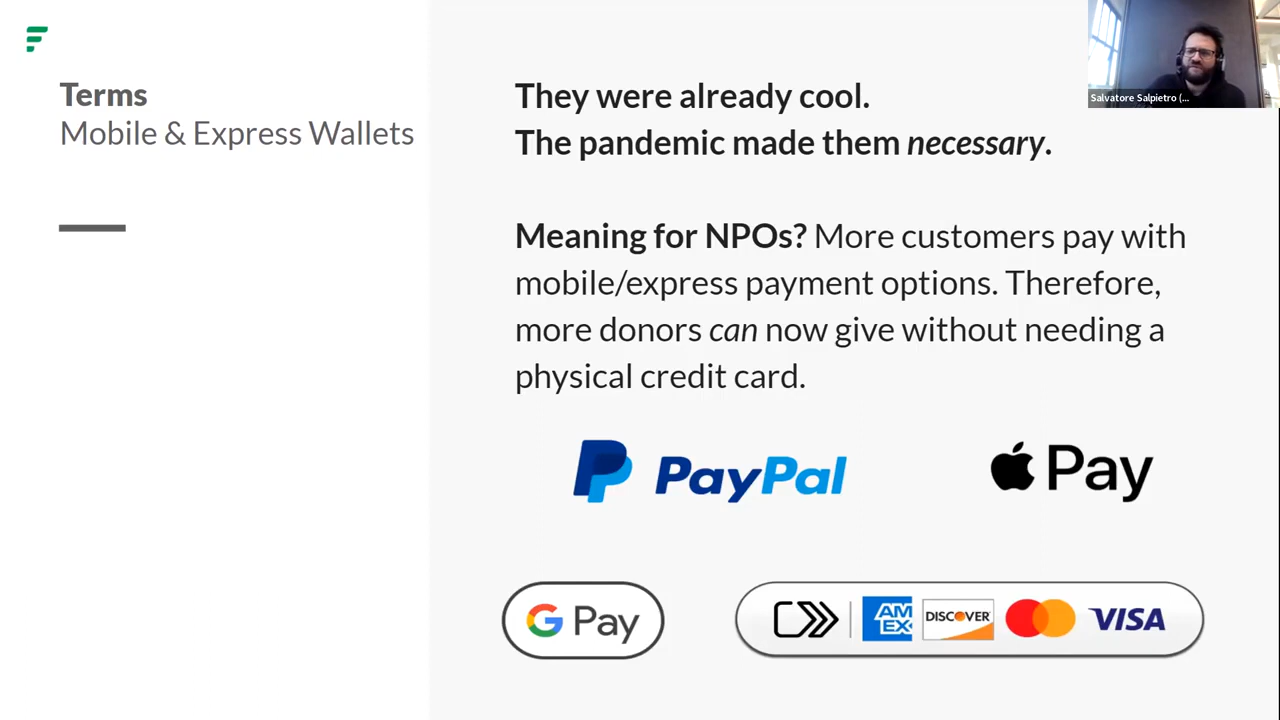 Terms
Mobile & Express Wallets
They were already cool.
The pandemic made them necessary.
Meaning for NPOs? More customers pay with
mobile/express payment options. Therefore,
more donors can now give without needing a
physical credit card.
PayPal
Pay
G Pay
AM
EX
DISCOVER
VISA
Salvatore Salpietro (...